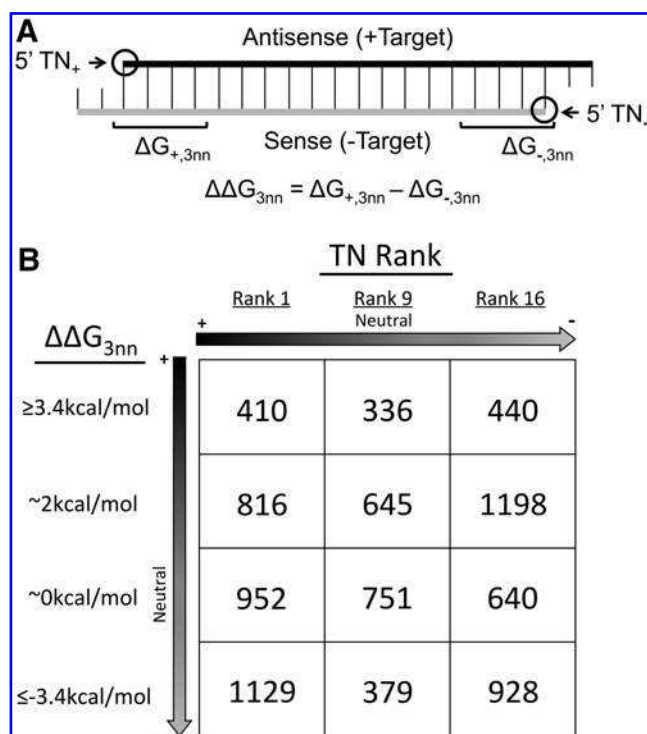 A
Antisense (+Target)
5' TN₊
5' TN₋
ΔG₊,₃ₙₙ
Sense (-Target)
ΔG₋,₃ₙₙ
ΔΔG₃ₙₙ = ΔG₊,₃ₙₙ – ΔG₋,₃ₙₙ
B
TN Rank
Rank 1 Rank 9 Rank 16
+ Neutral -
ΔΔG₃ₙₙ
+
≥3.4kcal/mol 410 336 440
~2kcal/mol 816 645 1198
Neutral
~0kcal/mol 952 751 640
≤-3.4kcal/mol 1129 379 928